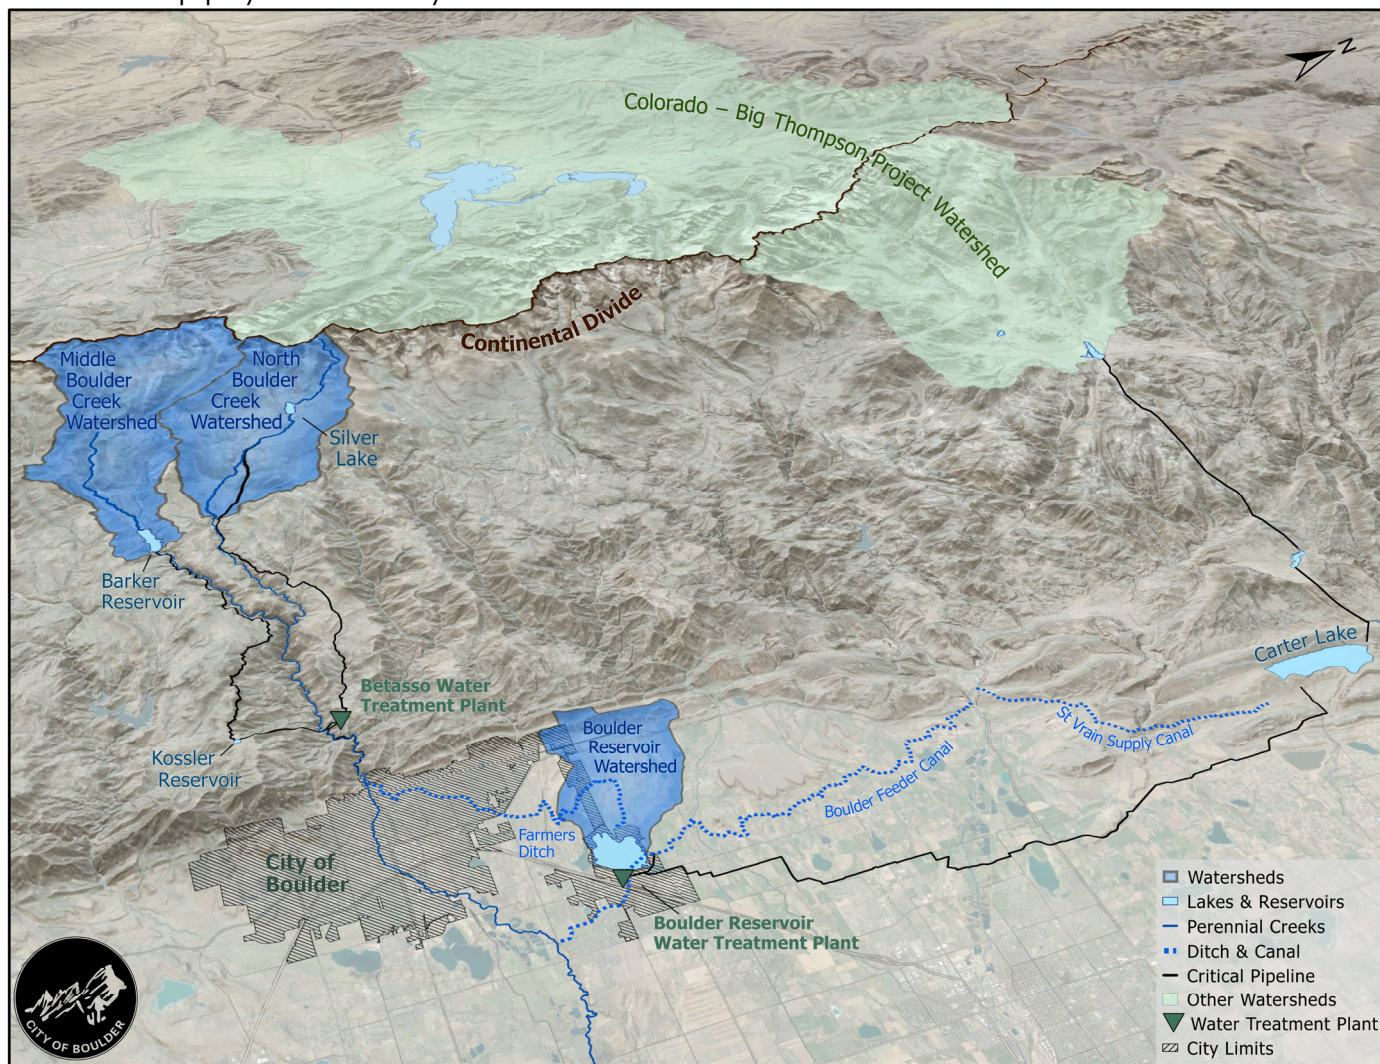 N
Colorado – Big Thompson Project Watershed
Continental Divide
Middle
Boulder
Creek
Watershed
North
Boulder
Creek
Watershed
Silver
Lake
Barker
Reservoir
Carter Lake
Betasso Water
Treatment Plant
Kossler
Reservoir
Boulder
Reservoir
Watershed
St Vrain Supply Canal
Boulder Feeder Canal
Farmers
Ditch
City of
Boulder
Boulder Reservoir
Water Treatment Plant
Watersheds
Lakes & Reservoirs
Perennial Creeks
Ditch & Canal
Critical Pipeline
Other Watersheds
Water Treatment Plant
City Limits
CITY OF BOULDER